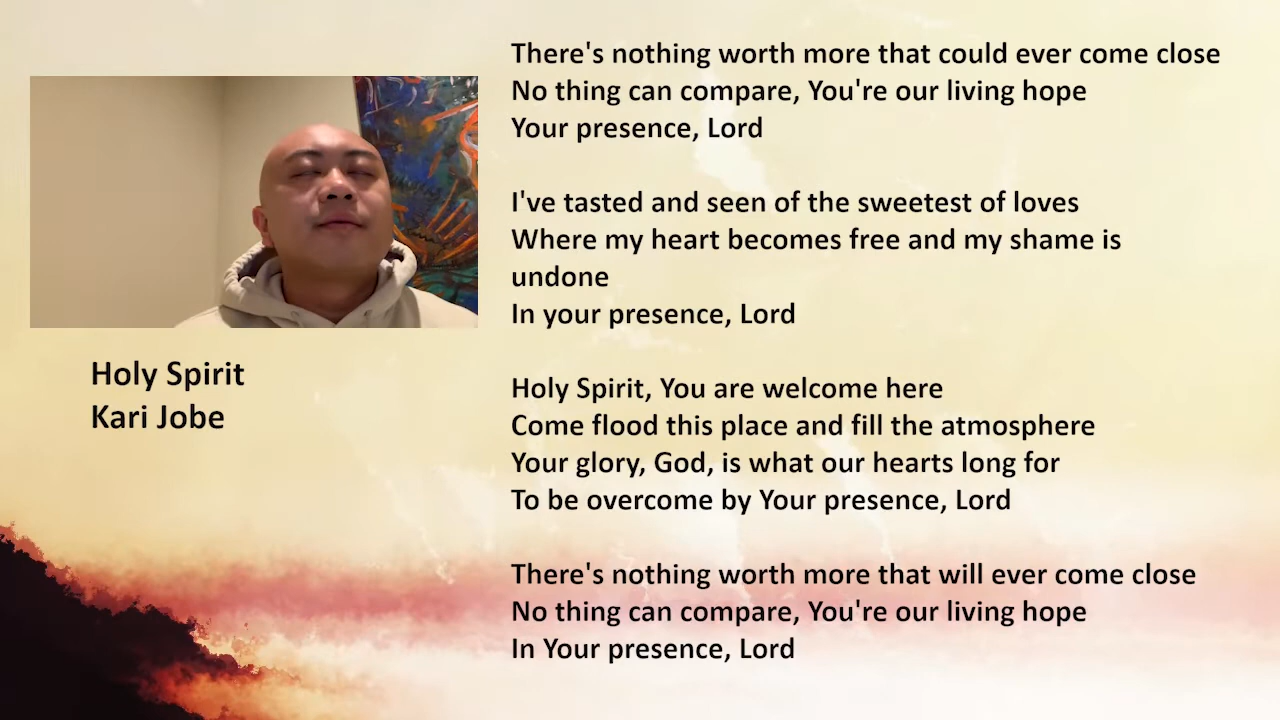 There's nothing worth more that could ever come close
No thing can compare, You're our living hope
Your presence, Lord
I've tasted and seen of the sweetest of loves
Where my heart becomes free and my shame is
undone
In your presence, Lord
Holy Spirit, You are welcome here
Come flood this place and fill the atmosphere
Your glory, God, is what our hearts long for
To be overcome by Your presence, Lord
There's nothing worth more that will ever come close
No thing can compare, You're our living hope
In Your presence, Lord
Holy Spirit
Kari Jobe